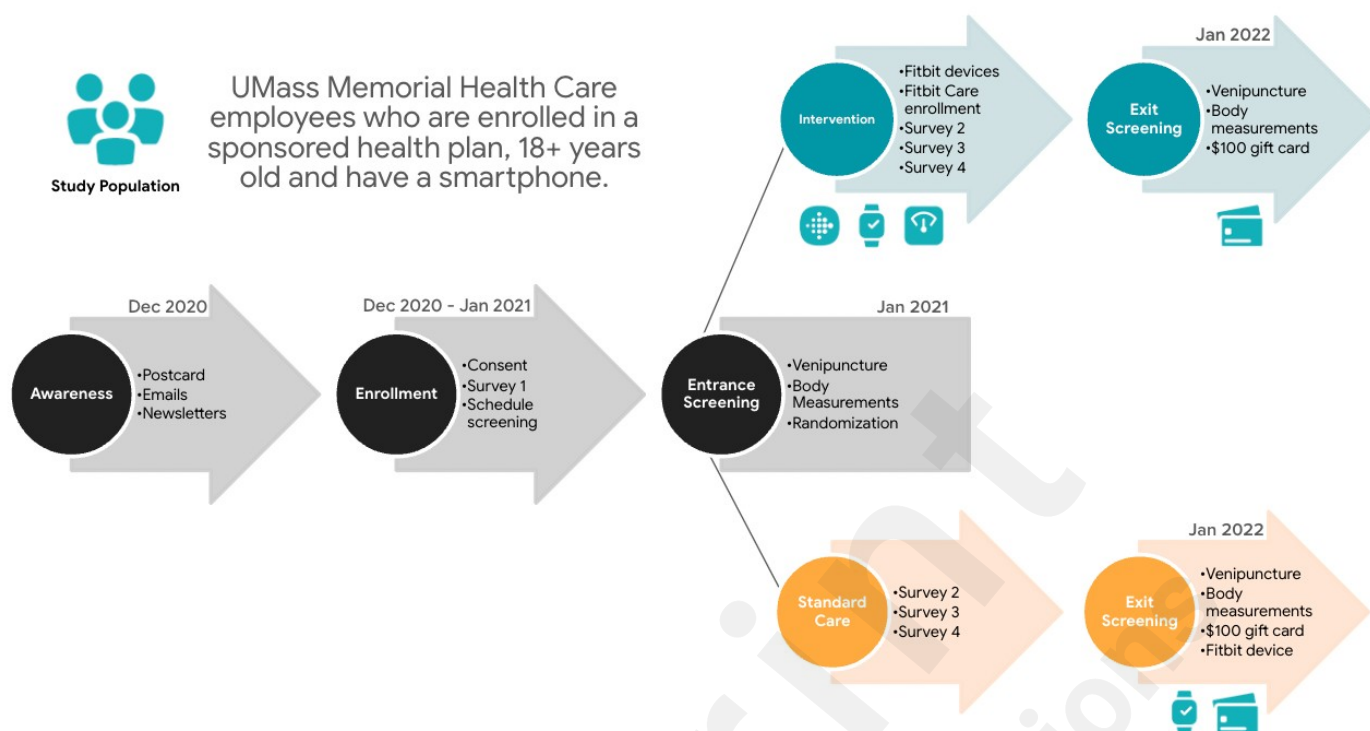 UMass Memorial Health Care
employees who are enrolled in a
sponsored health plan, 18+ years
old and have a smartphone.
Study Population
Intervention
•Fitbit devices
•Fitbit Care
enrollment
•Survey 2
•Survey 3
•Survey 4
Jan 2022
Exit
Screening
•Venipuncture
•Body
measurements
•$100 gift card
Dec 2020
Awareness
•Postcard
•Emails
•Newsletters
Dec 2020 - Jan 2021
Enrollment
•Consent
•Survey 1
•Schedule
screening
Jan 2021
Entrance
Screening
•Venipuncture
•Body
Measurements
•Randomization
Standard
Care
•Survey 2
•Survey 3
•Survey 4
Jan 2022
Exit
Screening
•Venipuncture
•Body
measurements
•$100 gift card
•Fitbit device